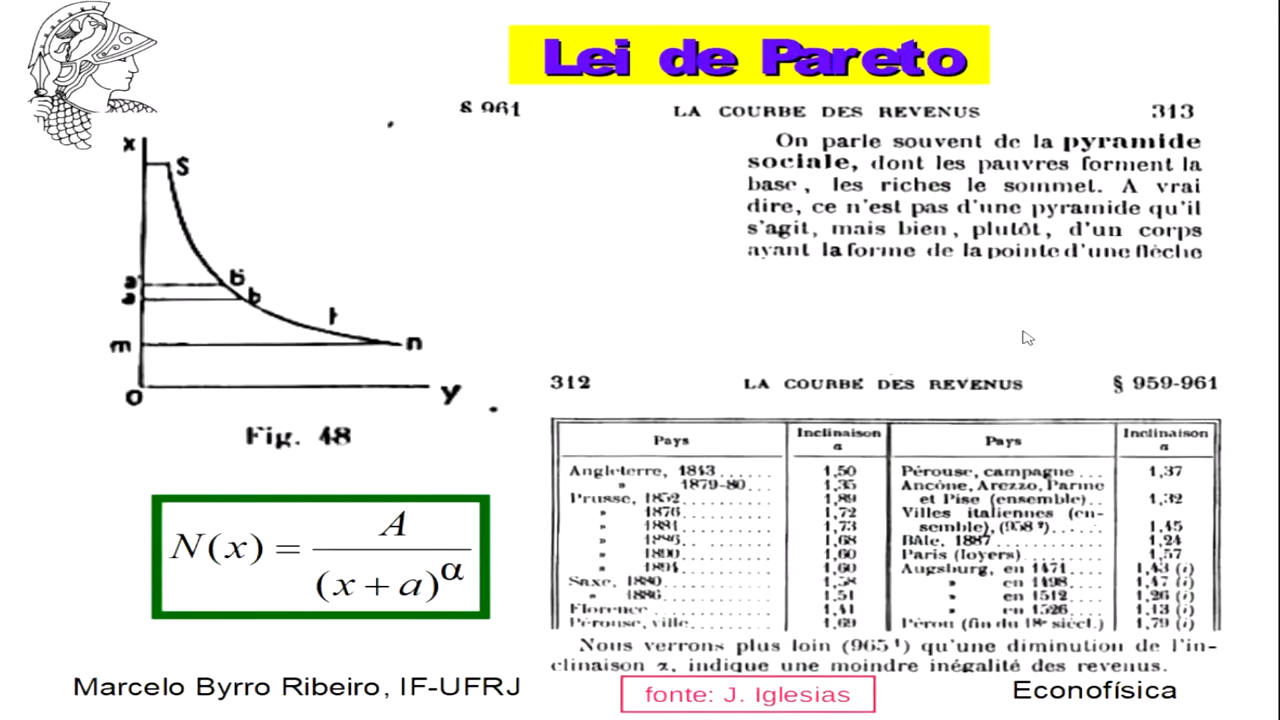 Lei de Pareto
§ 961 LA COURBE DES REVENUS 313
On parle souvent de la pyramide
sociale, dont les pauvres forment la
base, les riches le sommet. A vrai
dire, ce n'est pas d'une pyramide qu'il
s'agit, mais bien, plutôt, d'un corps
ayant la forme de la pointe d'une flèche
x
S
a' b'
a b
t
m n
O y
Fig. 48
N(x) = A / (x + a)^α
312 LA COURBE DES REVENUS § 959-961
Pays Inclinaison α Pays Inclinaison α
Angleterre, 1843...... 1,50 Pérouse, campagne... 1,37
» 1879-80... 1,35 Ancône, Arezzo, Parme
Prusse, 1852......... 1,89 et Pise (ensemble).. 1,32
» 1876......... 1,72 Villes italiennes (en-
» 1881......... 1,73 semble), (958 ²)..... 1,45
» 1886......... 1,68 Bâle, 1887.......... 1,24
» 1890......... 1,60 Paris (loyers)....... 1,57
» 1894......... 1,60 Augsburg, en 1471.... 1,43 (i)
Saxe, 1880.......... 1,58 » en 1498.... 1,47 (i)
» 1886.......... 1,51 » en 1512.... 1,26 (i)
Florence 1,41 » en 1526.... 1,13 (i)
Pérouse, ville....... 1,69 Pérou (fin du 18e siècl.) 1,79 (i)
Nous verrons plus loin (965 ¹) qu'une diminution de l'in-
clinaison α, indique une moindre inégalité des revenus.
Marcelo Byrro Ribeiro, IF-UFRJ
fonte: J. Iglesias
Econofísica